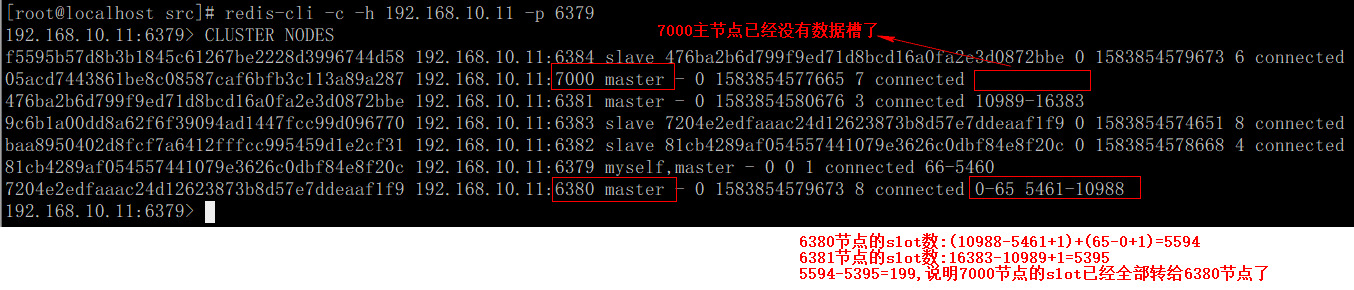 [root@localhost src]# redis-cli -c -h 192.168.10.11 -p 6379
192.168.10.11:6379> CLUSTER NODES
7000主节点已经没有数据槽了
f5595b57d8b3b1845c61267be2228d3996744d58 192.168.10.11:6384 slave 476ba2b6d799f9ed71d8bcd16a0fa2e3d0872bbe 0 1583854579673 6 connected
05acd7443861be8c08587caf6bfb3c113a89a287 192.168.10.11:7000 master - 0 1583854577665 7 connected
476ba2b6d799f9ed71d8bcd16a0fa2e3d0872bbe 192.168.10.11:6381 master - 0 1583854580676 3 connected 10989-16383
9c6b1a00dd8a62f6f39094ad1447fcc99d096770 192.168.10.11:6383 slave 7204e2edfaaac24d12623873b8d57e7ddeaaf1f9 0 1583854574651 8 connected
baa8950402d8fcf7a6412fffcc995459d1e2cf31 192.168.10.11:6382 slave 81cb4289af054557441079e3626c0dbf84e8f20c 0 1583854578668 4 connected
81cb4289af054557441079e3626c0dbf84e8f20c 192.168.10.11:6379 myself,master - 0 0 1 connected 66-5460
7204e2edfaaac24d12623873b8d57e7ddeaaf1f9 192.168.10.11:6380 master - 0 1583854579673 8 connected 0-65 5461-10988
192.168.10.11:6379>
6380节点的slot数:(10988-5461+1)+(65-0+1)=5594
6381节点的slot数:16383-10989+1=5395
5594-5395=199,说明7000节点的slot已经全部转给6380节点了